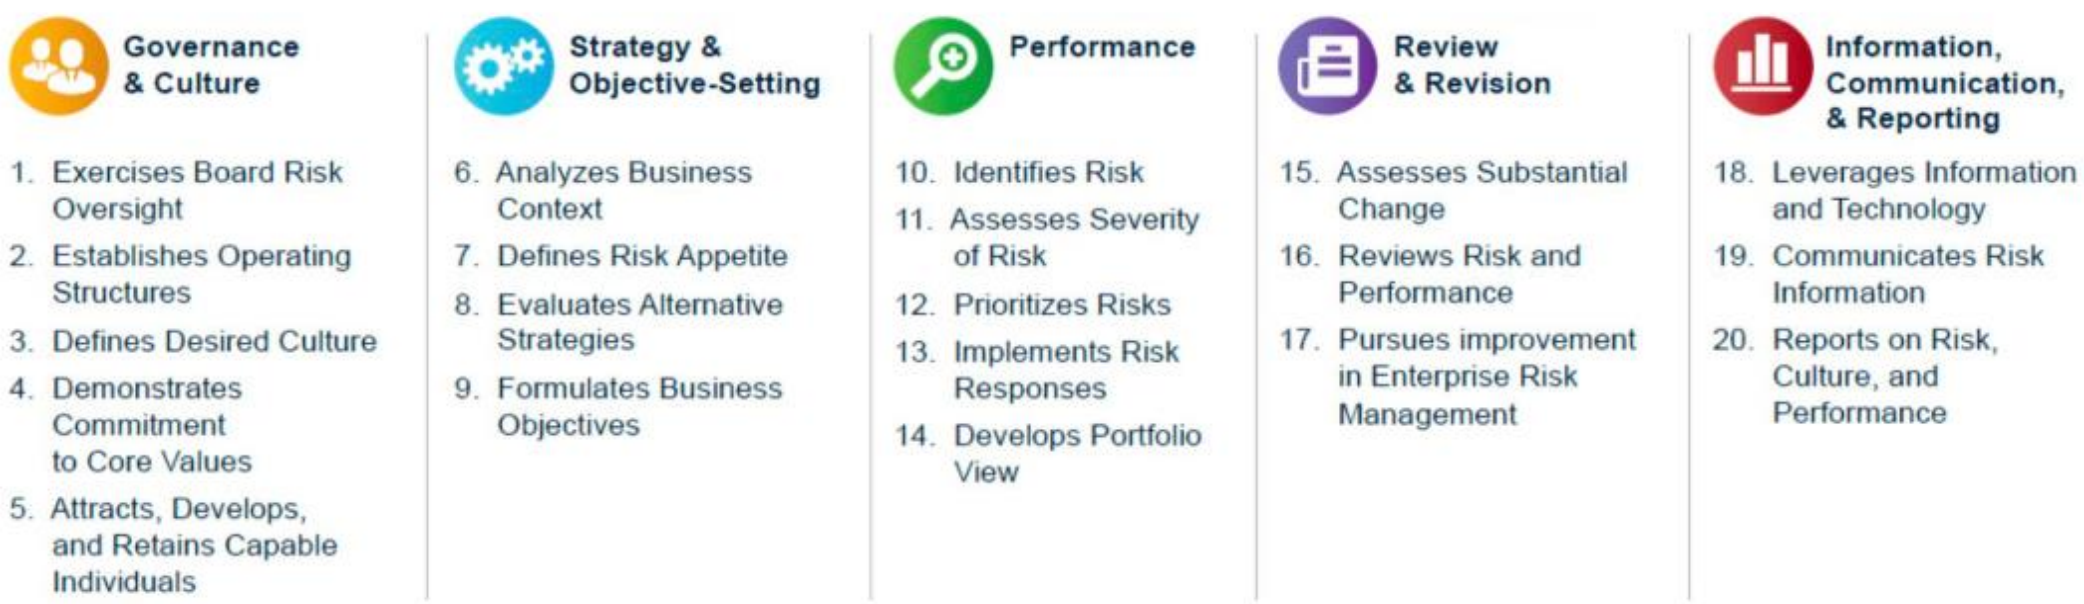 Governance
& Culture
1. Exercises Board Risk
Oversight
2. Establishes Operating
Structures
3. Defines Desired Culture
4. Demonstrates
Commitment
to Core Values
5. Attracts, Develops,
and Retains Capable
Individuals
Strategy &
Objective-Setting
6. Analyzes Business
Context
7. Defines Risk Appetite
8. Evaluates Alternative
Strategies
9. Formulates Business
Objectives
Performance
10. Identifies Risk
11. Assesses Severity
of Risk
12. Prioritizes Risks
13. Implements Risk
Responses
14. Develops Portfolio
View
Review
& Revision
15. Assesses Substantial
Change
16. Reviews Risk and
Performance
17. Pursues improvement
in Enterprise Risk
Management
Information,
Communication,
& Reporting
18. Leverages Information
and Technology
19. Communicates Risk
Information
20. Reports on Risk,
Culture, and
Performance